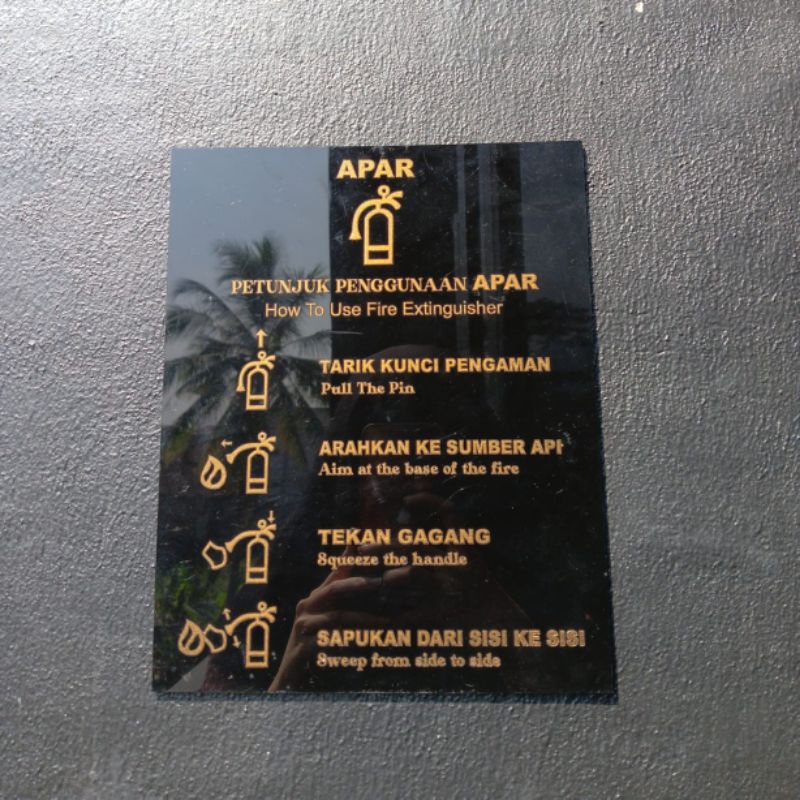 APAR
PETUNJUK PENGGUNAAN APAR
How To Use Fire Extinguisher
TARIK KUNCI PENGAMAN
Pull The Pin
ARAHKAN KE SUMBER API
Aim at the base of the fire
TEKAN GAGANG
Squeeze the handle
SAPUKAN DARI SISI KE SISI
Sweep from side to side